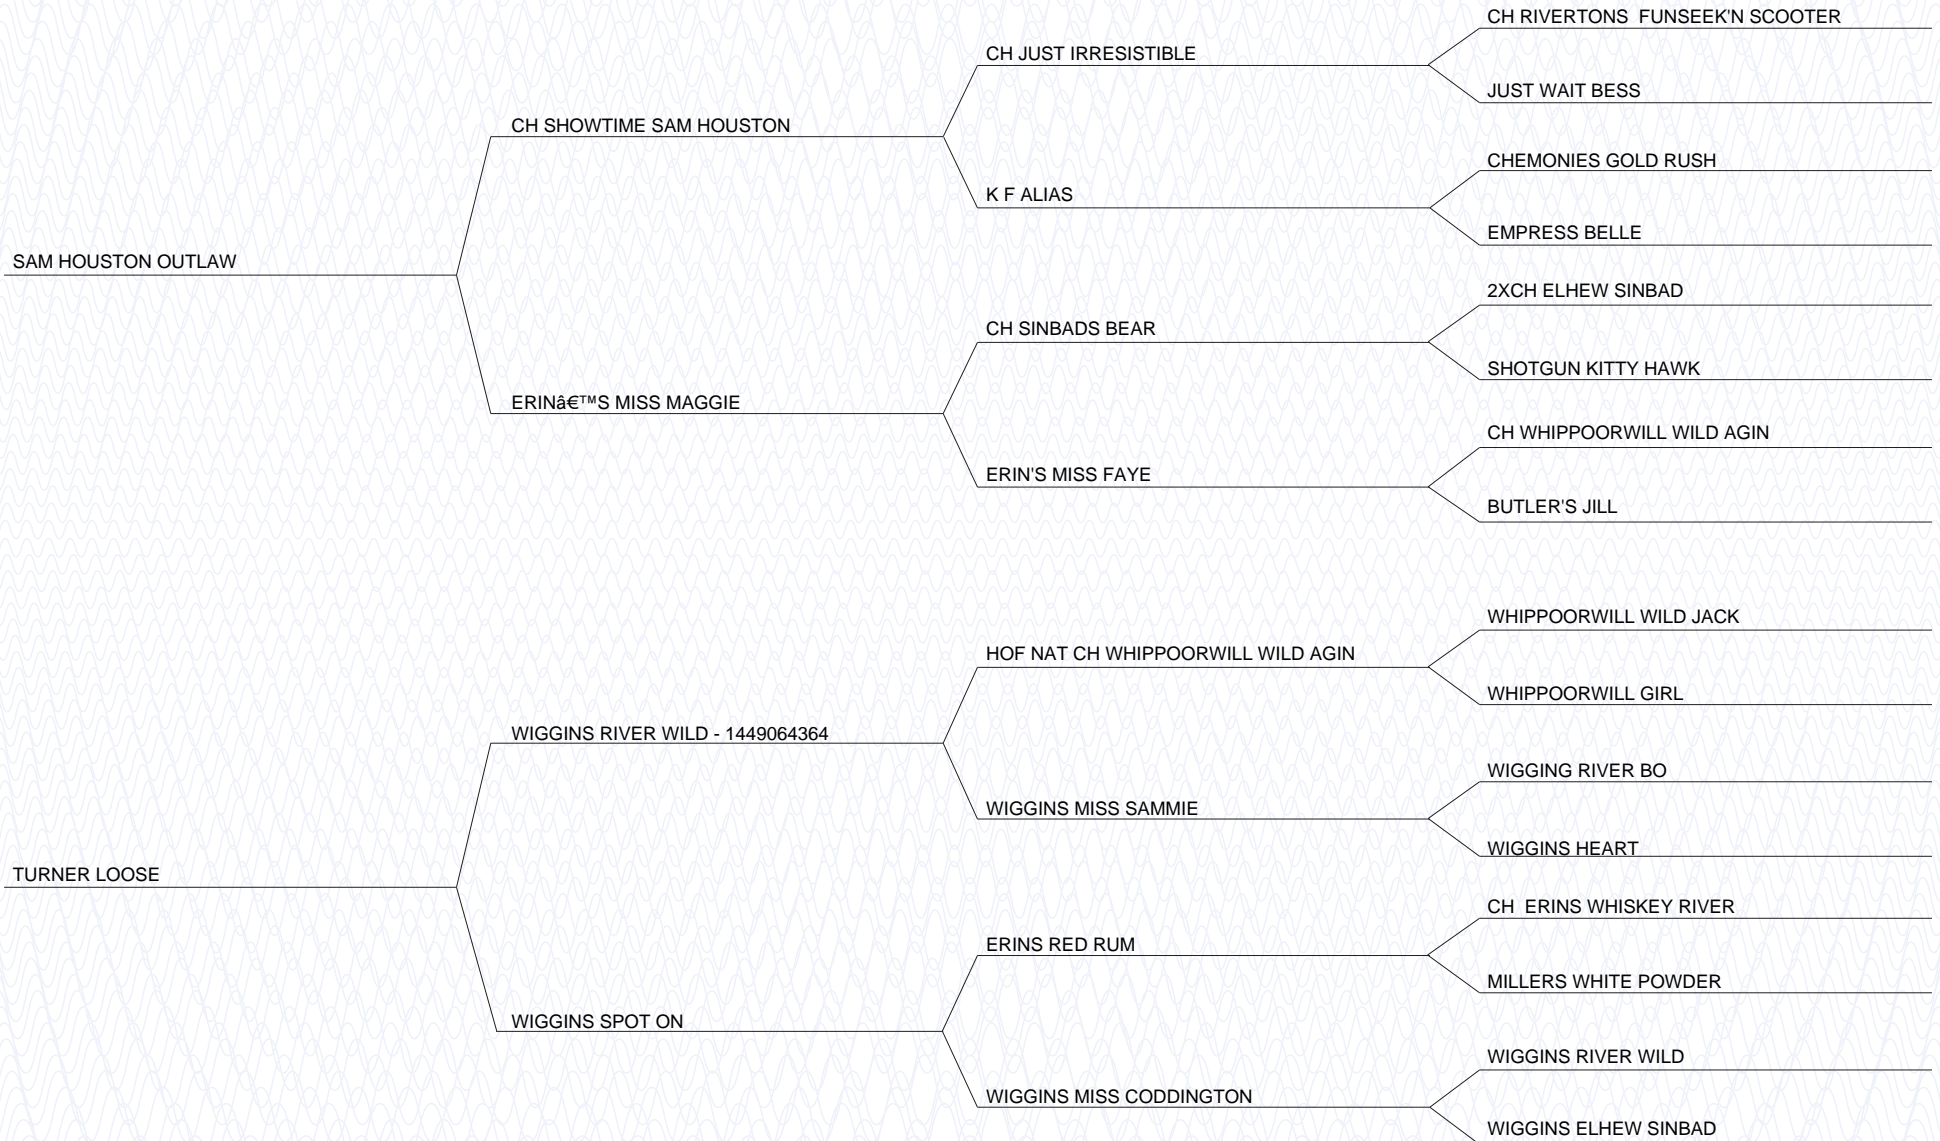 CH RIVERTONS  FUNSEEK'N SCOOTER
CH JUST IRRESISTIBLE
JUST WAIT BESS
CH SHOWTIME SAM HOUSTON
CHEMONIES GOLD RUSH
K F ALIAS
EMPRESS BELLE
SAM HOUSTON OUTLAW
2XCH ELHEW SINBAD
CH SINBADS BEAR
SHOTGUN KITTY HAWK
ERINâ€™S MISS MAGGIE
CH WHIPPOORWILL WILD AGIN
ERIN'S MISS FAYE
BUTLER'S JILL
WHIPPOORWILL WILD JACK
HOF NAT CH WHIPPOORWILL WILD AGIN
WHIPPOORWILL GIRL
WIGGINS RIVER WILD - 1449064364
WIGGING RIVER BO
WIGGINS MISS SAMMIE
WIGGINS HEART
TURNER LOOSE
CH  ERINS WHISKEY RIVER
ERINS RED RUM
MILLERS WHITE POWDER
WIGGINS SPOT ON
WIGGINS RIVER WILD
WIGGINS MISS CODDINGTON
WIGGINS ELHEW SINBAD